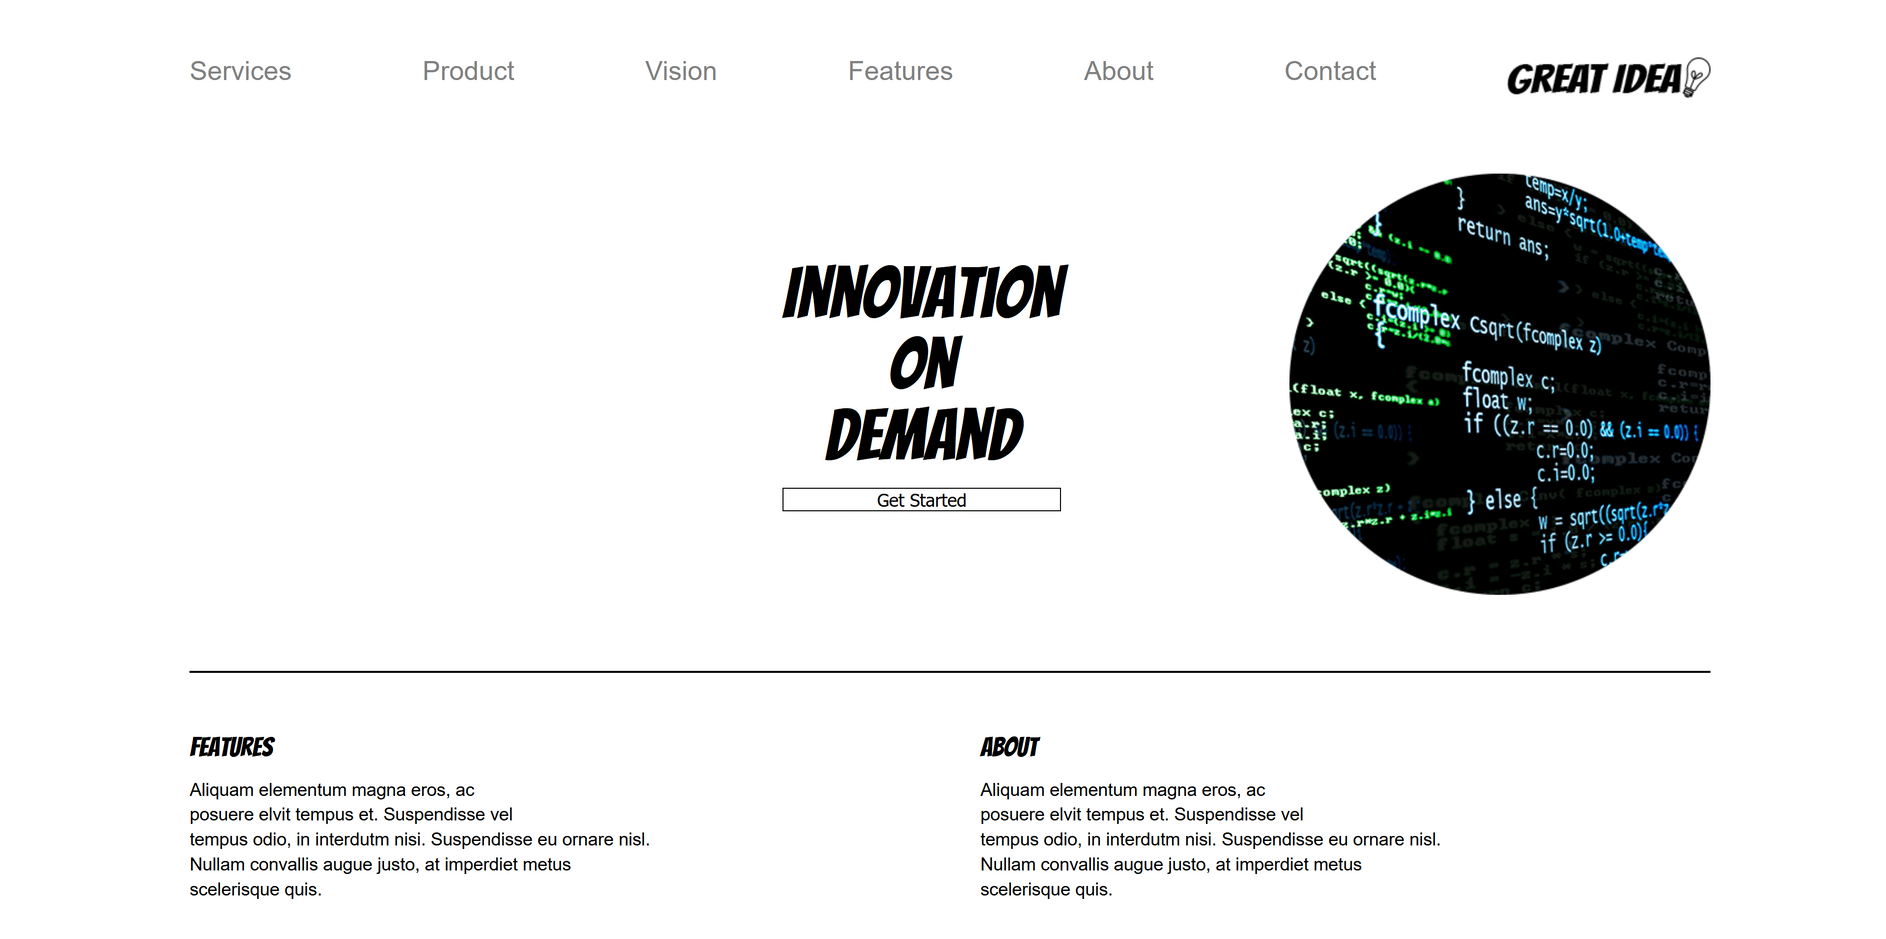 Services Product Vision Features About Contact GREAT IDEA
INNOVATION
ON
DEMAND
Get Started
temp=x/y;
ans=y*sqrt(1.0+temp*te
}
return ans;
}
else {
fcomplex Csqrt(fcomplex z)
{
fcomplex c;
float w;
if ((z.r == 0.0) && (z.i == 0.0)) {
c.r=0.0;
c.i=0.0;
} else {
w = sqrt((sqrt(z.r*z
if (z.r >= 0.0){
(float x, fcomplex a)
omplex z)
z.r*z.r + z.i*z.i
FEATURES
Aliquam elementum magna eros, ac
posuere elvit tempus et. Suspendisse vel
tempus odio, in interdutm nisi. Suspendisse eu ornare nisl.
Nullam convallis augue justo, at imperdiet metus
scelerisque quis.
ABOUT
Aliquam elementum magna eros, ac
posuere elvit tempus et. Suspendisse vel
tempus odio, in interdutm nisi. Suspendisse eu ornare nisl.
Nullam convallis augue justo, at imperdiet metus
scelerisque quis.